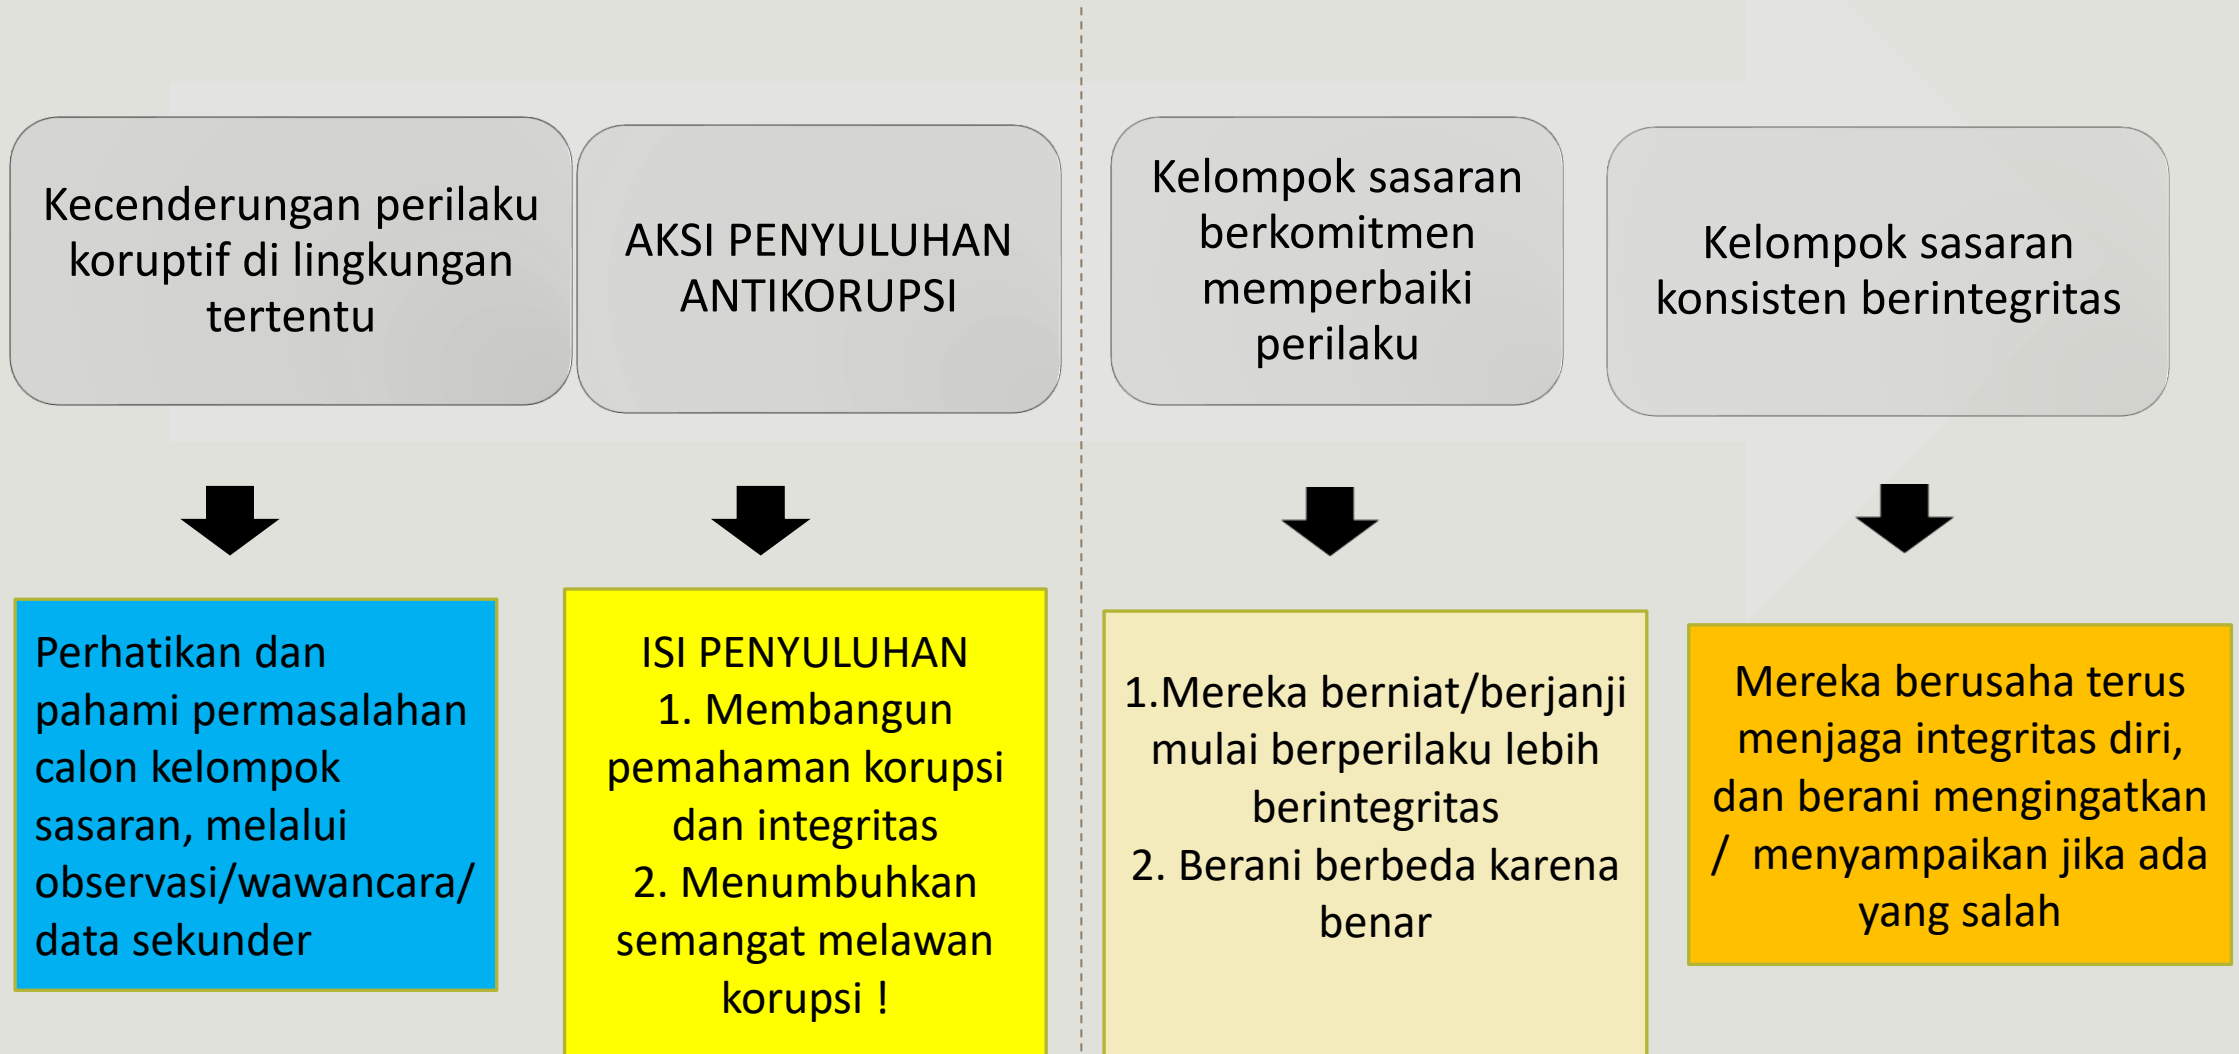 Kecenderungan perilaku
koruptif di lingkungan
tertentu
AKSI PENYULUHAN
ANTIKORUPSI
Kelompok sasaran
berkomitmen
memperbaiki
perilaku
Kelompok sasaran
konsisten berintegritas
Perhatikan dan
pahami permasalahan
calon kelompok
sasaran, melalui
observasi/wawancara/
data sekunder
ISI PENYULUHAN
1. Membangun
pemahaman korupsi
dan integritas
2. Menumbuhkan
semangat melawan
korupsi !
1.Mereka berniat/berjanji
mulai berperilaku lebih
berintegritas
2. Berani berbeda karena
benar
Mereka berusaha terus
menjaga integritas diri,
dan berani mengingatkan
/ menyampaikan jika ada
yang salah